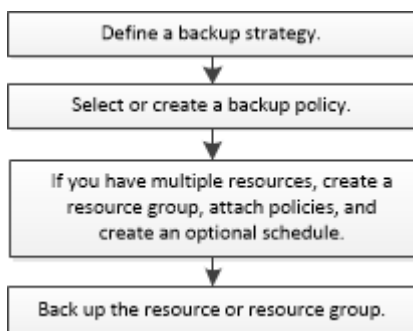 Define a backup strategy.
Select or create a backup policy.
If you have multiple resources, create a
resource group, attach policies, and
create an optional schedule.
Back up the resource or resource group.